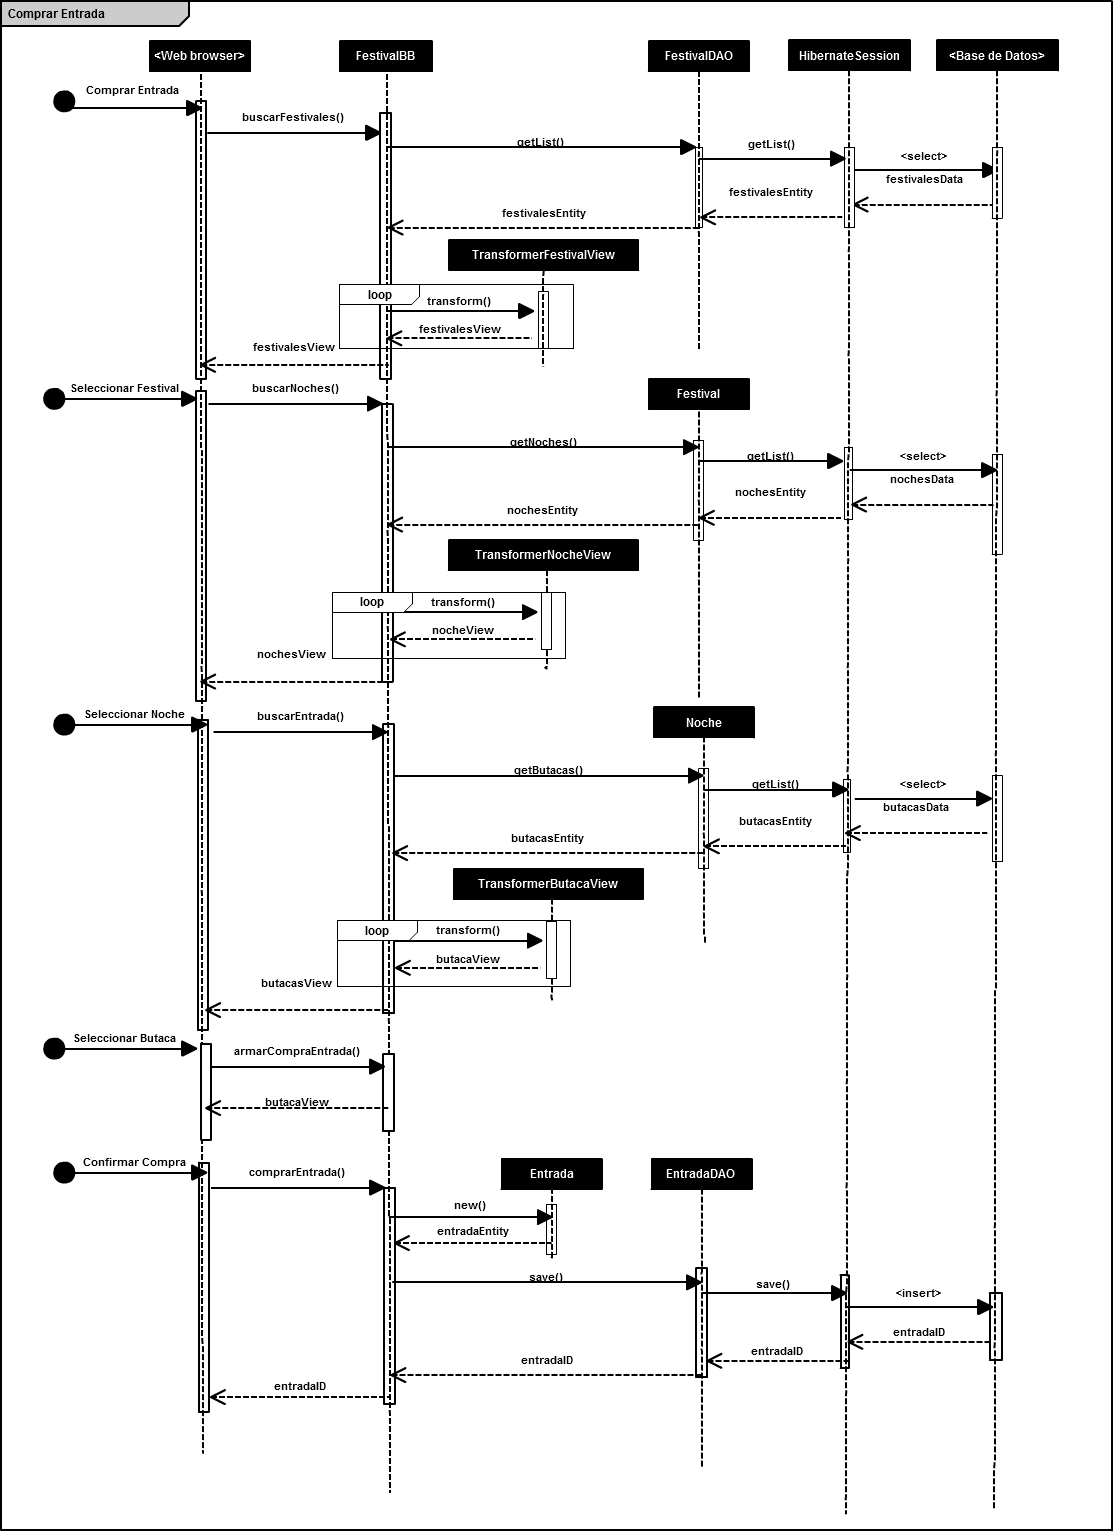 Comprar Entrada
<Web browser>
FestivalBB
FestivalDAO
HibernateSession
<Base de Datos>
Comprar Entrada
buscarFestivales()
getList()
getList()
<select>
festivalesData
festivalesEntity
festivalesEntity
TransformerFestivalView
loop
transform()
festivalesView
festivalesView
Seleccionar Festival
buscarNoches()
Festival
getNoches()
getList()
<select>
nochesData
nochesEntity
nochesEntity
TransformerNocheView
loop
transform()
nocheView
nochesView
Seleccionar Noche
buscarEntrada()
Noche
getButacas()
getList()
<select>
butacasData
butacasEntity
butacasEntity
TransformerButacaView
loop
transform()
butacaView
butacasView
Seleccionar Butaca
armarCompraEntrada()
butacaView
Confirmar Compra
comprarEntrada()
Entrada
EntradaDAO
new()
entradaEntity
save()
save()
<insert>
entradaID
entradaID
entradaID
entradaID